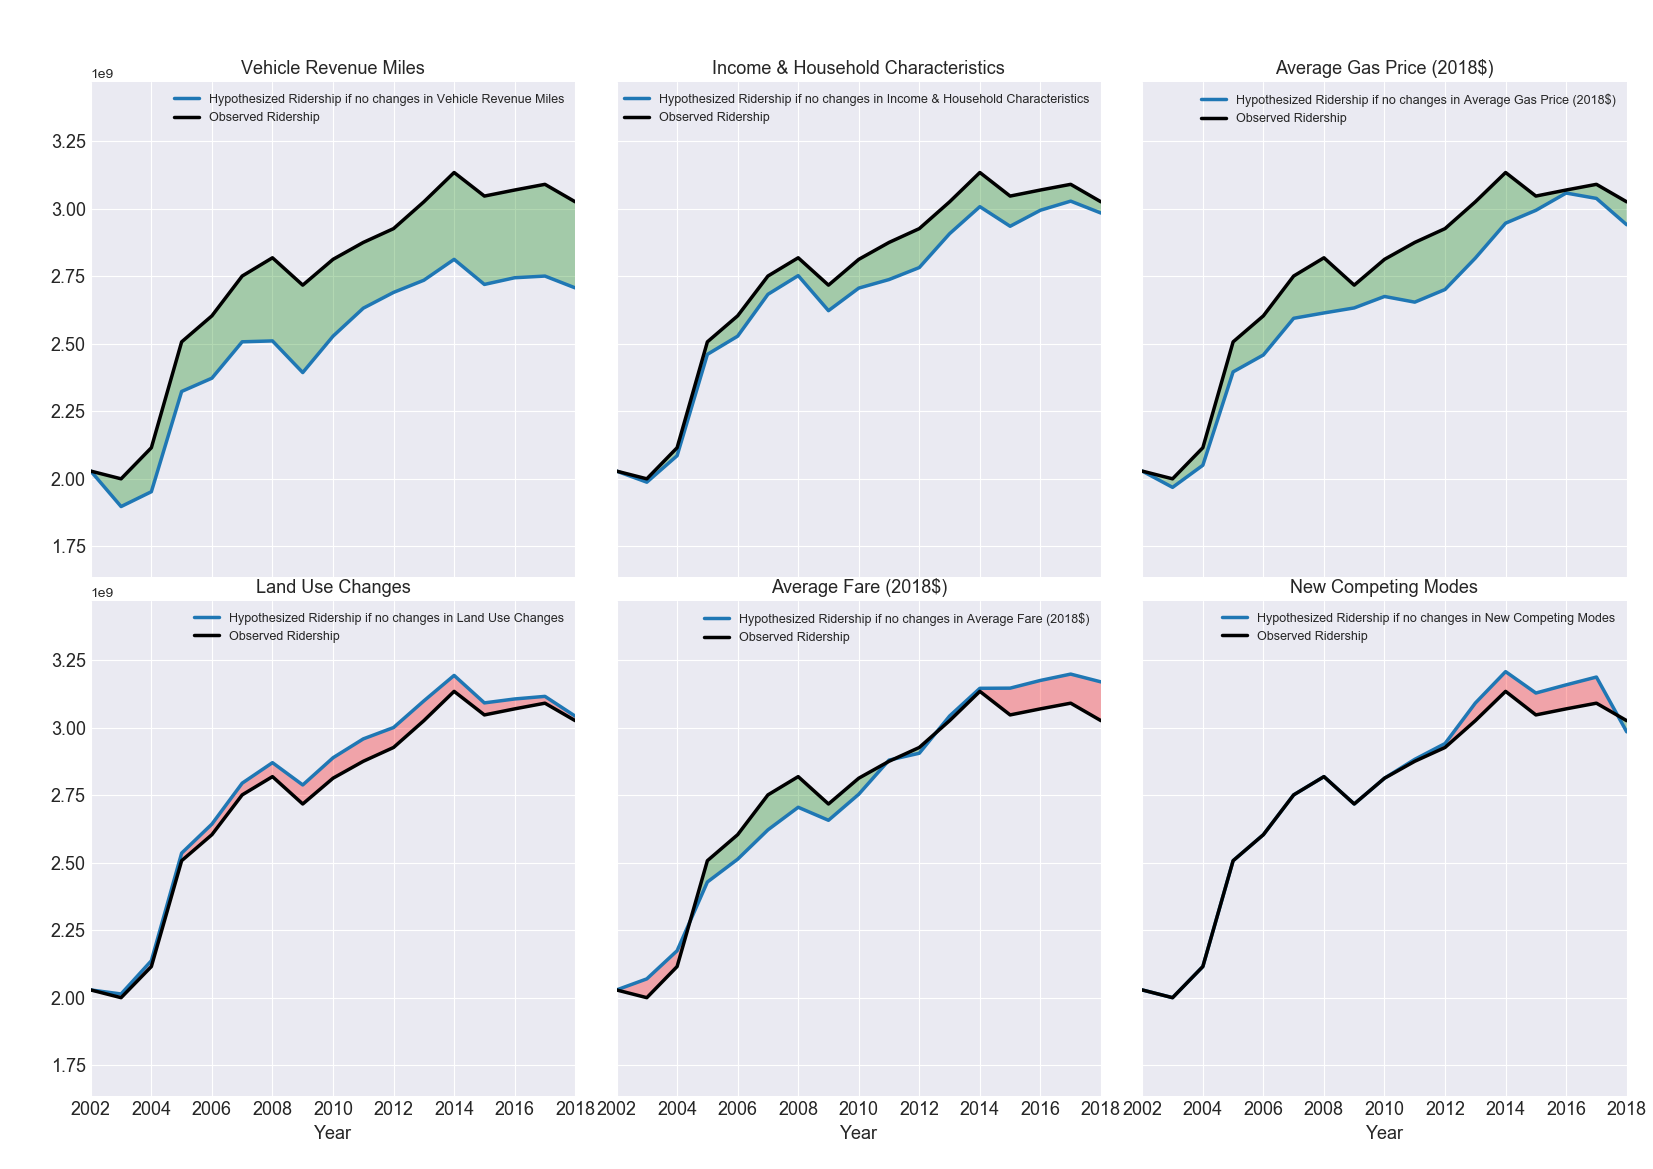 Vehicle Revenue Miles
Income & Household Characteristics
Average Gas Price (2018$)
1e9
Hypothesized Ridership if no changes in Vehicle Revenue Miles
Observed Ridership
Hypothesized Ridership if no changes in Income & Household Characteristics
Observed Ridership
Hypothesized Ridership if no changes in Average Gas Price (2018$)
Observed Ridership
3.25
3.00
2.75
2.50
2.25
2.00
1.75
Land Use Changes
Average Fare (2018$)
New Competing Modes
1e9
Hypothesized Ridership if no changes in Land Use Changes
Observed Ridership
Hypothesized Ridership if no changes in Average Fare (2018$)
Observed Ridership
Hypothesized Ridership if no changes in New Competing Modes
Observed Ridership
3.25
3.00
2.75
2.50
2.25
2.00
1.75
2002 2004 2006 2008 2010 2012 2014 2016 2018
2002 2004 2006 2008 2010 2012 2014 2016 2018
2002 2004 2006 2008 2010 2012 2014 2016 2018
Year
Year
Year